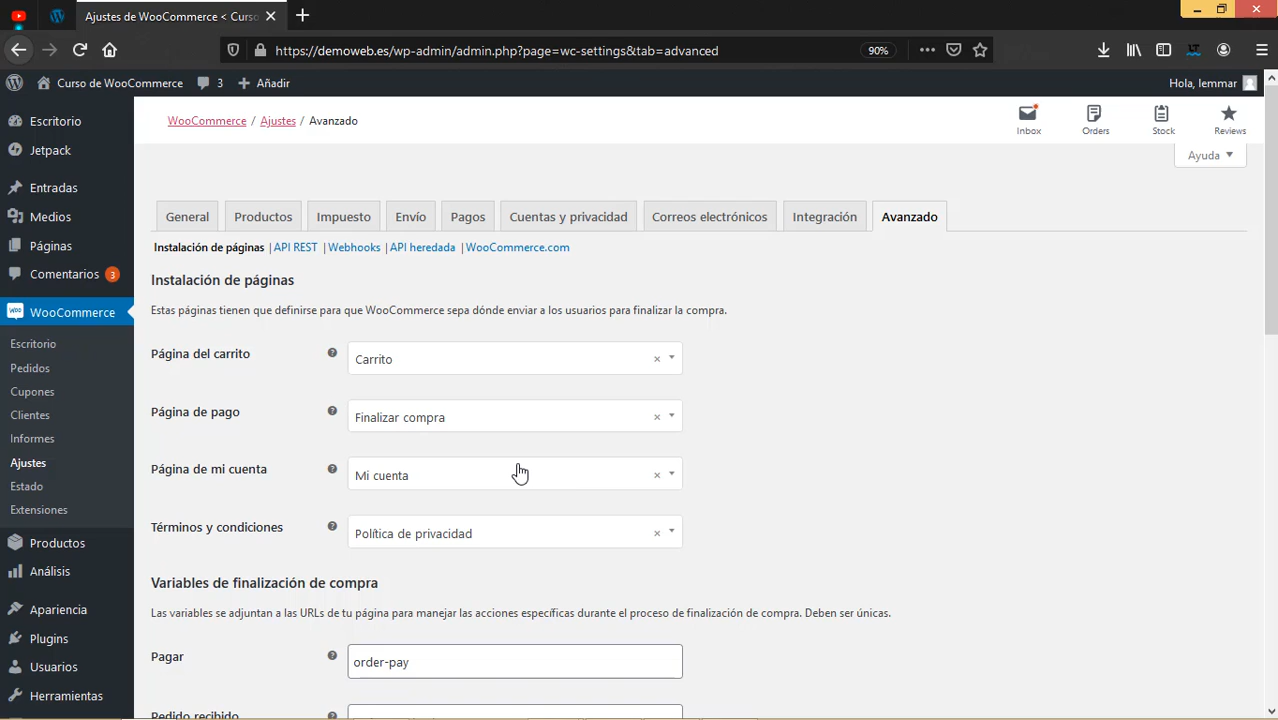 Ajustes de WooCommerce < Curso
https://demoweb.es/wp-admin/admin.php?page=wc-settings&tab=advanced
90%
Curso de WooCommerce
3
Añadir
Hola, lemmar
Escritorio
Jetpack
Entradas
Medios
Páginas
Comentarios 3
WooCommerce
Escritorio
Pedidos
Cupones
Clientes
Informes
Ajustes
Estado
Extensiones
Productos
Análisis
Apariencia
Plugins
Usuarios
Herramientas
WooCommerce / Ajustes / Avanzado
Inbox
Orders
Stock
Reviews
Ayuda
General
Productos
Impuesto
Envío
Pagos
Cuentas y privacidad
Correos electrónicos
Integración
Avanzado
Instalación de páginas | API REST | Webhooks | API heredada | WooCommerce.com
Instalación de páginas
Estas páginas tienen que definirse para que WooCommerce sepa dónde enviar a los usuarios para finalizar la compra.
Página del carrito
Carrito
Página de pago
Finalizar compra
Página de mi cuenta
Mi cuenta
Términos y condiciones
Política de privacidad
Variables de finalización de compra
Las variables se adjuntan a las URLs de tu página para manejar las acciones específicas durante el proceso de finalización de compra. Deben ser únicas.
Pagar
order-pay
Pedido recibido